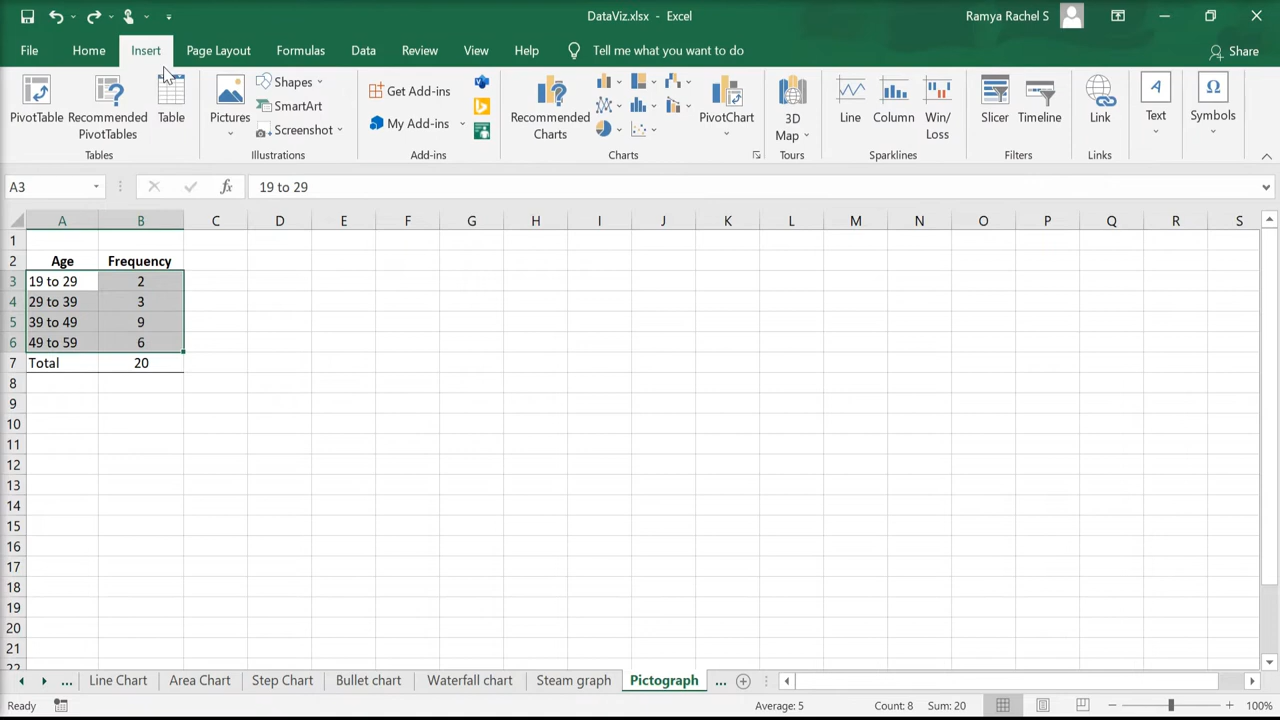 DataViz.xlsx - Excel
Ramya Rachel S
File Home Insert Page Layout Formulas Data Review View Help Tell me what you want to do Share
PivotTable Recommended PivotTables Table Pictures Shapes SmartArt Screenshot Get Add-ins My Add-ins Recommended Charts PivotChart 3D Map Line Column Win/Loss Slicer Timeline Link Text Symbols
Tables Illustrations Add-ins Charts Tours Sparklines Filters Links
A3 fx 19 to 29
A B C D E F G H I J K L M N O P Q R S
1
2 Age Frequency
3 19 to 29 2
4 29 to 39 3
5 39 to 49 9
6 49 to 59 6
7 Total 20
8
9
10
11
12
13
14
15
16
17
18
19
20
21
22
... Line Chart Area Chart Step Chart Bullet chart Waterfall chart Steam graph Pictograph ...
Ready Average: 5 Count: 8 Sum: 20 100%